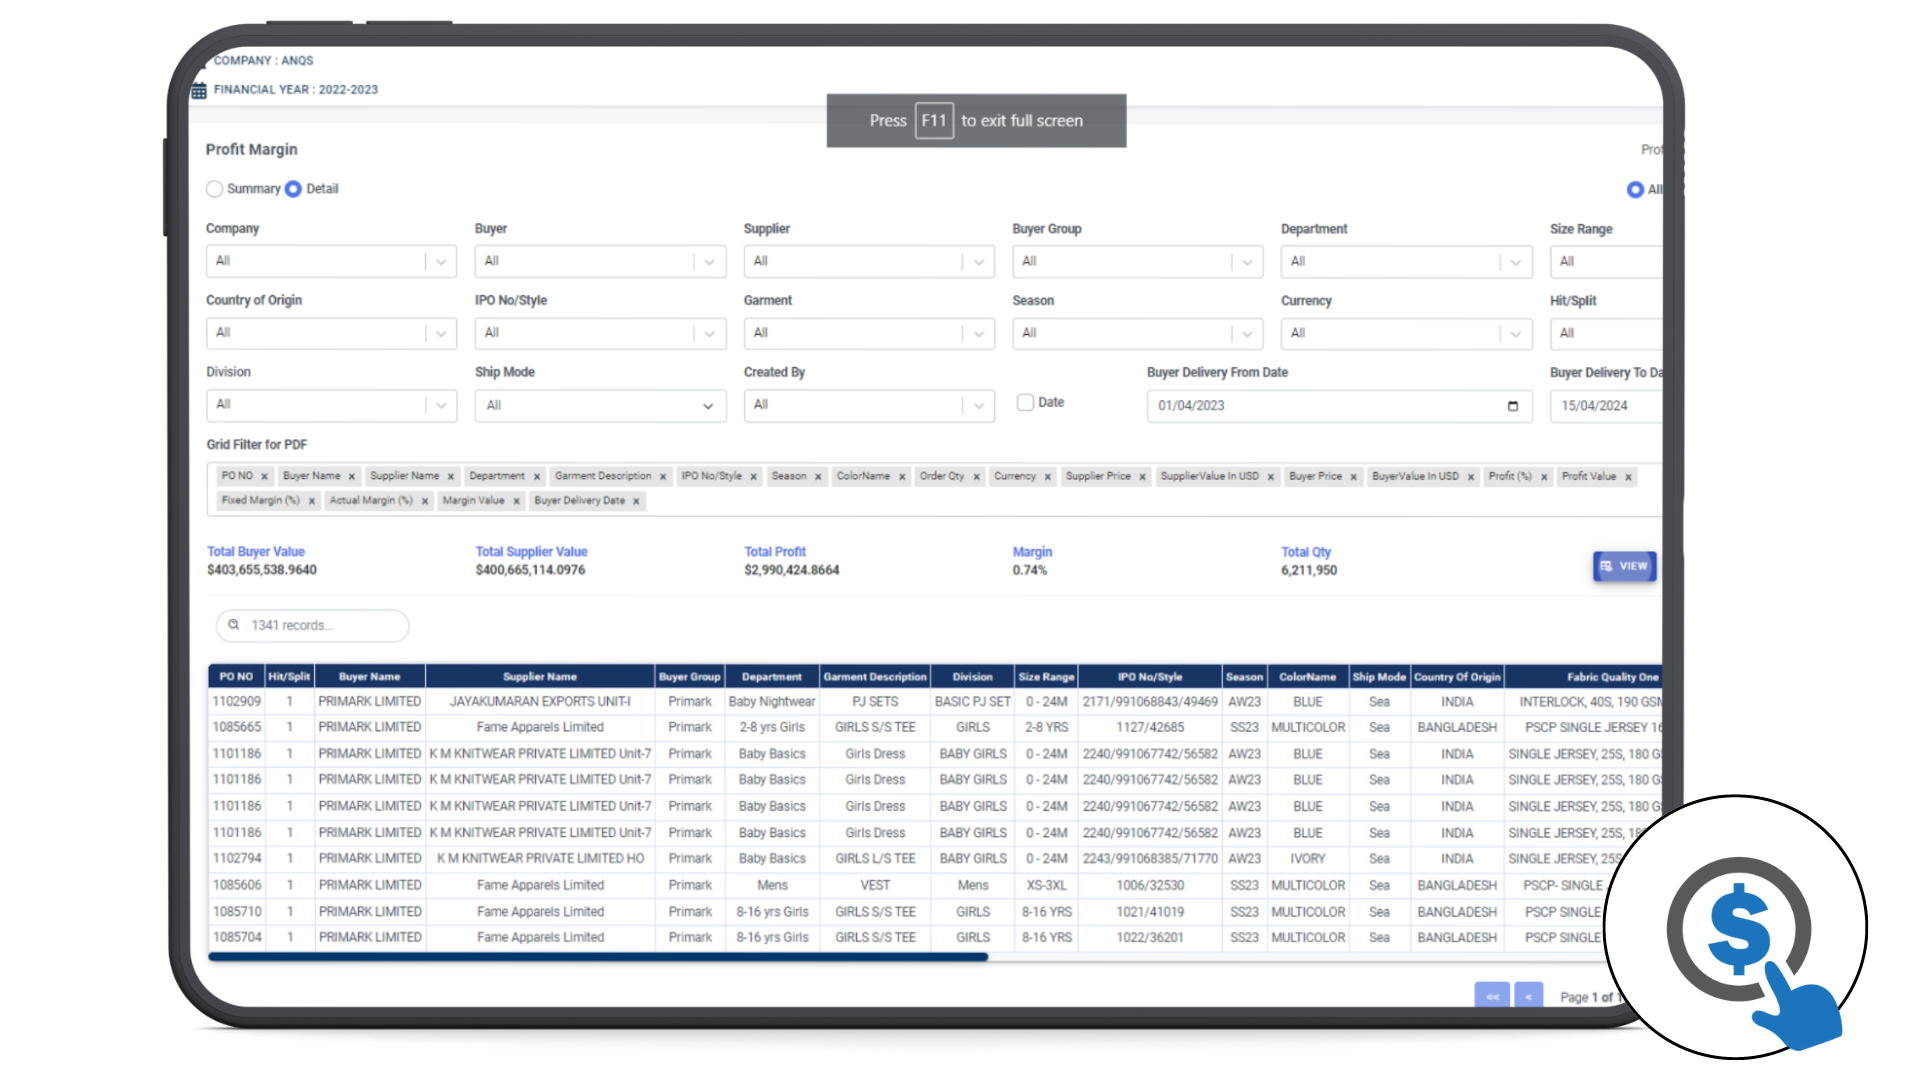 COMPANY : ANQS
FINANCIAL YEAR : 2022-2023
Press F11 to exit full screen
Profit Margin
Summary Detail All
Company Buyer Supplier Buyer Group Department Size Range
All All All All All All
Country of Origin IPO No/Style Garment Season Currency Hit/Split
All All All All All All
Division Ship Mode Created By Buyer Delivery From Date Buyer Delivery To
All All All Date 01/04/2023 15/04/2024
Grid Filter for PDF
PO NO x Buyer Name x Supplier Name x Department x Garment Description x IPO No/Style x Season x ColorName x Order Qty x Currency x Supplier Price x SupplierValue In USD x Buyer Price x BuyerValue In USD x Profit (%) x Profit Value x
Fixed Margin (%) x Actual Margin (%) x Margin Value x Buyer Delivery Date x
Total Buyer Value Total Supplier Value Total Profit Margin Total Qty
$403,655,538.9640 $400,665,114.0976 $2,990,424.8664 0.74% 6,211,950 VIEW
1341 records...
PO NO Hit/Split Buyer Name Supplier Name Buyer Group Department Garment Description Division Size Range IPO No/Style Season ColorName Ship Mode Country Of Origin Fabric Quality One
1102909 1 PRIMARK LIMITED JAYAKUMARAN EXPORTS UNIT-I Primark Baby Nightwear PJ SETS BASIC PJ SET 0 - 24M 2171/991068843/49469 AW23 BLUE Sea INDIA INTERLOCK, 40S, 190 GSM
1085665 1 PRIMARK LIMITED Fame Apparels Limited Primark 2-8 yrs Girls GIRLS S/S TEE GIRLS 2-8 YRS 1127/42685 SS23 MULTICOLOR Sea BANGLADESH PSCP SINGLE JERSEY 16
1101186 1 PRIMARK LIMITED K M KNITWEAR PRIVATE LIMITED Unit-7 Primark Baby Basics Girls Dress BABY GIRLS 0 - 24M 2240/991067742/56582 AW23 BLUE Sea INDIA SINGLE JERSEY, 25S, 180 G
1101186 1 PRIMARK LIMITED K M KNITWEAR PRIVATE LIMITED Unit-7 Primark Baby Basics Girls Dress BABY GIRLS 0 - 24M 2240/991067742/56582 AW23 BLUE Sea INDIA SINGLE JERSEY, 25S, 180 G
1101186 1 PRIMARK LIMITED K M KNITWEAR PRIVATE LIMITED Unit-7 Primark Baby Basics Girls Dress BABY GIRLS 0 - 24M 2240/991067742/56582 AW23 BLUE Sea INDIA SINGLE JERSEY, 25S, 180 G
1101186 1 PRIMARK LIMITED K M KNITWEAR PRIVATE LIMITED Unit-7 Primark Baby Basics Girls Dress BABY GIRLS 0 - 24M 2240/991067742/56582 AW23 BLUE Sea INDIA SINGLE JERSEY, 25S,
1102794 1 PRIMARK LIMITED K M KNITWEAR PRIVATE LIMITED HO Primark Baby Basics GIRLS L/S TEE BABY GIRLS 0 - 24M 2243/991068385/71770 AW23 IVORY Sea INDIA SINGLE JERSEY, 25S
1085606 1 PRIMARK LIMITED Fame Apparels Limited Primark Mens VEST Mens XS-3XL 1006/32530 SS23 MULTICOLOR Sea BANGLADESH PSCP- SINGLE
1085710 1 PRIMARK LIMITED Fame Apparels Limited Primark 8-16 yrs Girls GIRLS S/S TEE GIRLS 8-16 YRS 1021/41019 SS23 MULTICOLOR Sea BANGLADESH PSCP SINGLE
1085704 1 PRIMARK LIMITED Fame Apparels Limited Primark 8-16 yrs Girls GIRLS S/S TEE GIRLS 8-16 YRS 1022/36201 SS23 MULTICOLOR Sea BANGLADESH PSCP SINGLE
<< < Page 1 of
$